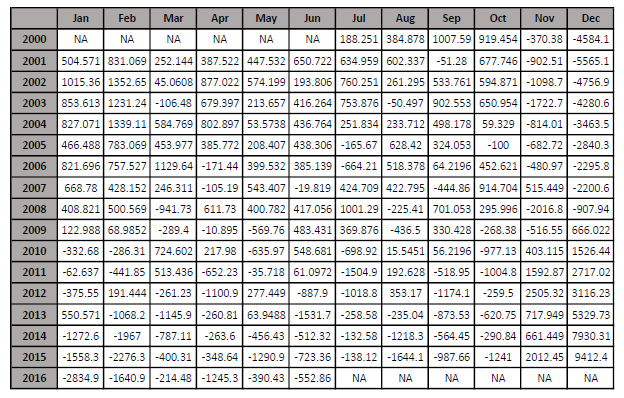 Jan Feb Mar Apr May Jun Jul Aug Sep Oct Nov Dec
2000 NA NA NA NA NA NA 188.251 384.878 1007.59 919.454 -370.38 -4584.1
2001 504.571 831.069 252.144 387.522 447.532 650.722 634.959 602.337 -51.28 677.746 -902.51 -5565.1
2002 1015.36 1352.65 45.0608 877.022 574.199 193.806 760.251 261.295 533.761 594.871 -1098.7 -4756.9
2003 853.613 1231.24 -106.48 679.397 213.657 416.264 753.876 -50.497 902.553 650.954 -1722.7 -4280.6
2004 827.071 1339.11 584.769 802.897 53.5738 436.764 251.834 233.712 498.178 59.329 -814.01 -3463.5
2005 466.488 783.069 453.977 385.772 208.407 438.306 -165.67 628.42 324.053 -100 -682.72 -2840.3
2006 821.696 757.527 1129.64 -171.44 399.532 385.139 -664.21 518.378 64.2196 452.621 -480.97 -2295.8
2007 668.78 428.152 246.311 -105.19 543.407 -19.819 424.709 422.795 -444.86 914.704 515.449 -2200.6
2008 408.821 500.569 -941.73 611.73 400.782 417.056 1001.29 -225.41 701.053 295.996 -2016.8 -907.94
2009 122.988 68.9852 -289.4 -10.895 -569.76 483.431 369.876 -436.5 330.428 -268.38 -516.55 666.022
2010 -332.68 -286.31 724.602 217.98 -635.97 548.681 -698.92 15.5451 56.2196 -977.13 403.115 1526.44
2011 -62.637 -441.85 513.436 -652.23 -35.718 61.0972 -1504.9 192.628 -518.95 -1004.8 1592.87 2717.02
2012 -375.55 191.444 -261.23 -1100.9 277.449 -887.9 -1018.8 353.17 -1174.1 -259.5 2505.32 3116.23
2013 550.571 -1068.2 -1145.9 -260.81 63.9488 -1531.7 -258.58 -235.04 -873.53 -620.75 717.949 5329.73
2014 -1272.6 -1967 -787.11 -263.6 -456.43 -512.32 -132.58 -1218.3 -564.45 -290.84 661.449 7930.31
2015 -1558.3 -2276.3 -400.31 -348.64 -1290.9 -723.36 -138.12 -1644.1 -987.66 -1241 2012.45 9412.4
2016 -2834.9 -1640.9 -214.48 -1245.3 -390.43 -552.86 NA NA NA NA NA NA